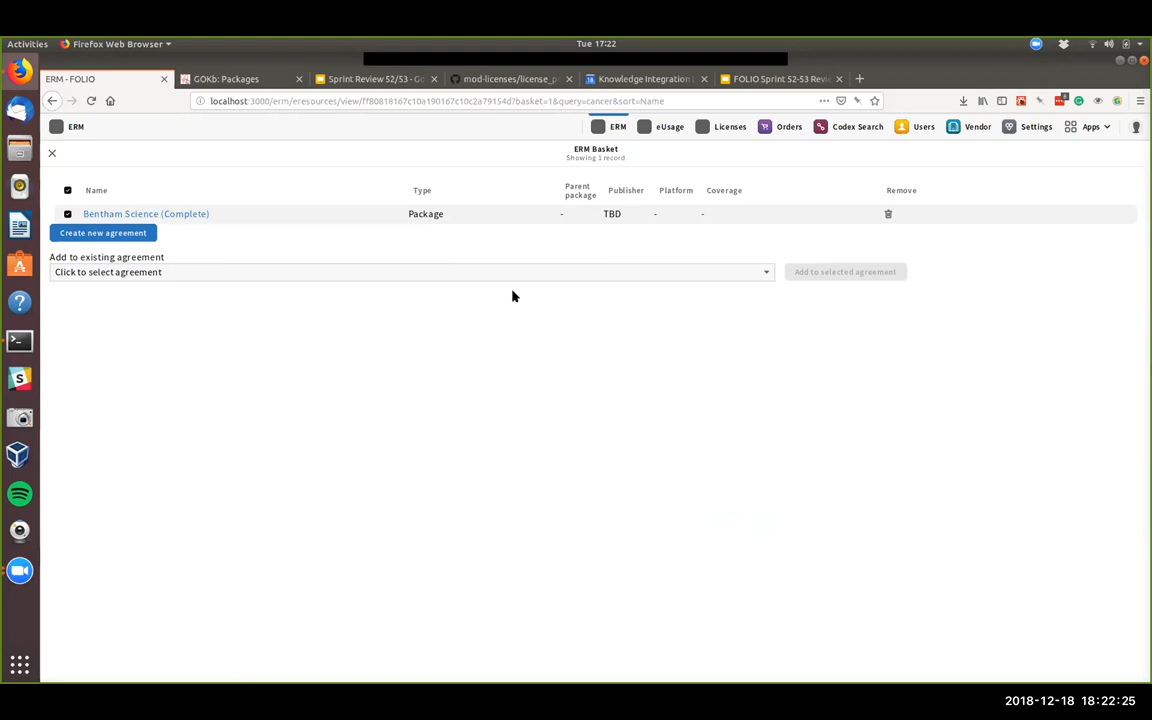 Activities Firefox Web Browser Tue 17:22
ERM - FOLIO GOKb: Packages Sprint Review 52/53 - Go mod-licenses/license_pr Knowledge Integration D FOLIO Sprint 52-53 Revie
localhost:3000/erm/eresources/view/ff80818167c10a190167c10c2a79154d?basket=1&query=cancer&sort=Name
ERM ERM eUsage Licenses Orders Codex Search Users Vendor Settings Apps
ERM Basket
Showing 1 record
Name Type Parent package Publisher Platform Coverage Remove
Bentham Science (Complete) Package - TBD - -
Create new agreement
Add to existing agreement
Click to select agreement Add to selected agreement
2018-12-18 18:22:25